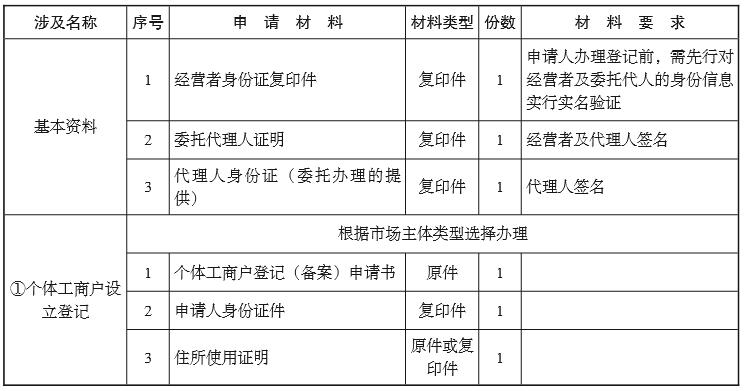 涉及名称 序号 申 请 材 料 材料类型 份数 材 料 要 求
基本资料
1 经营者身份证复印件 复印件 1 申请人办理登记前，需先行对
经营者及委托代人的身份信息
实行实名验证
2 委托代理人证明 复印件 1 经营者及代理人签名
3 代理人身份证（委托办理的提
供） 复印件 1 代理人签名
①个体工商户设
立登记
根据市场主体类型选择办理
1 个体工商户登记（备案）申请书 原件 1
2 申请人身份证件 复印件 1
3 住所使用证明 原件或复
印件 1